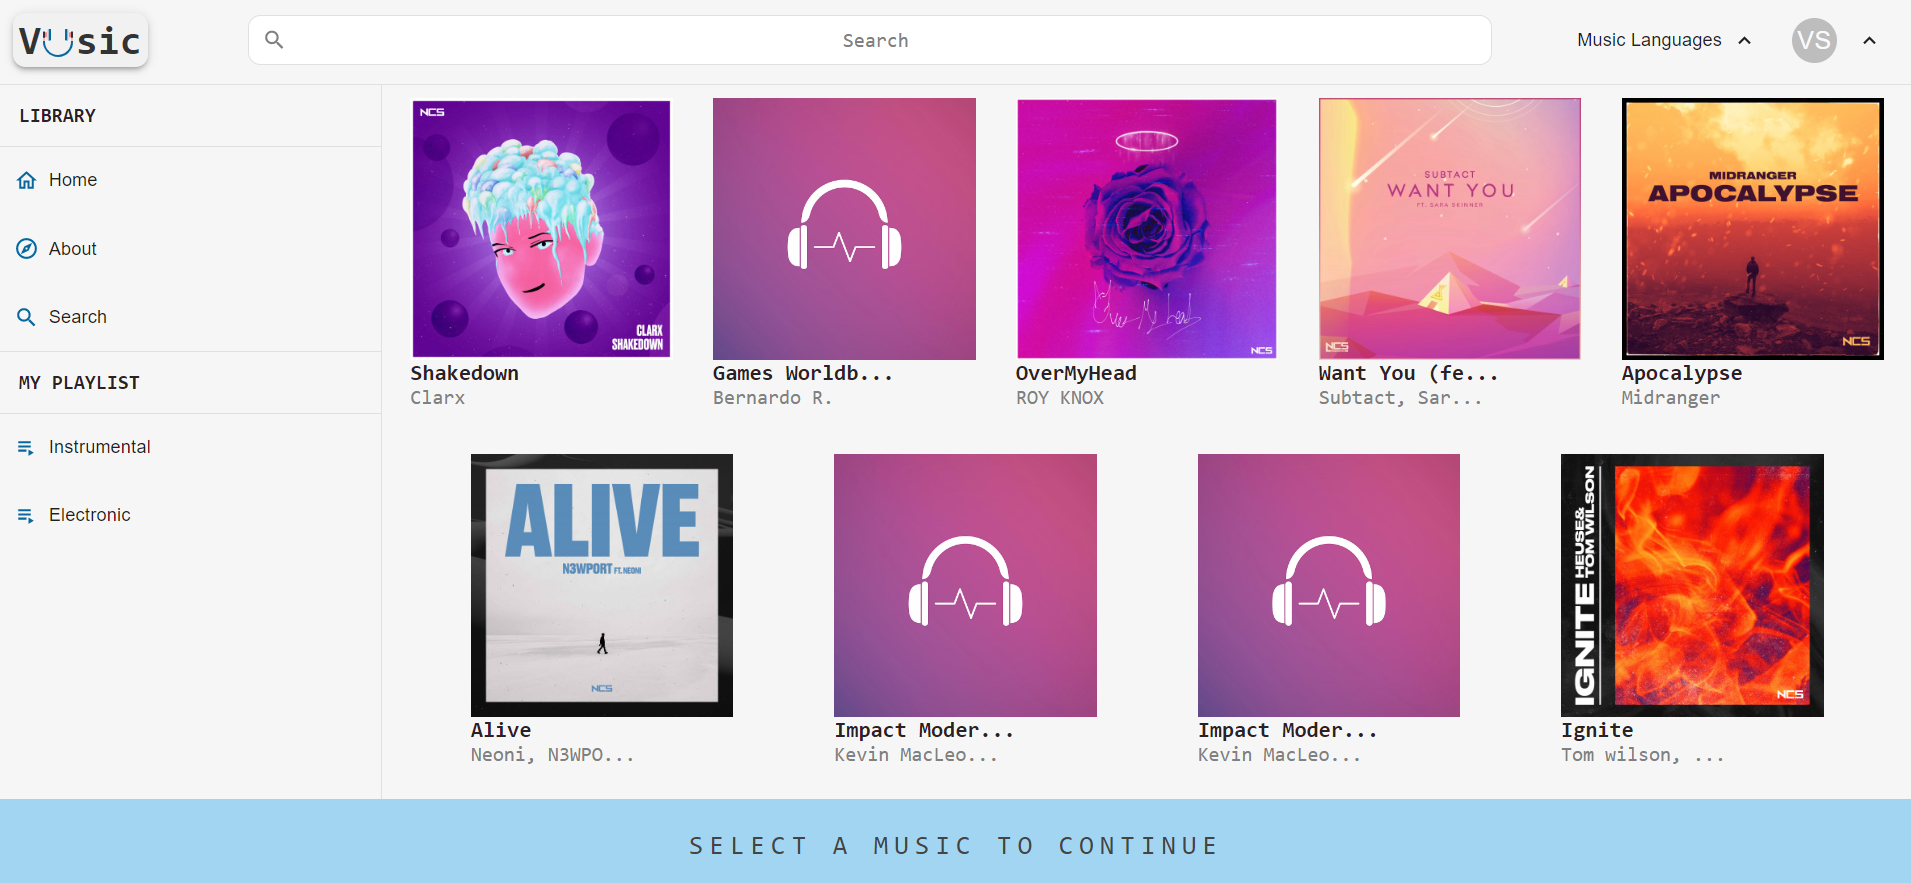 Vusic
Search
Music Languages
VS
LIBRARY
Home
About
Search
MY PLAYLIST
Instrumental
Electronic
NCS
CLARX
SHAKEDOWN
Shakedown
Clarx
Games Worldb...
Bernardo R.
Over My Head
NCS
OverMyHead
ROY KNOX
SUBTACT
WANT YOU
FT. SARA SKINNER
NCS
Want You (fe...
Subtact, Sar...
MIDRANGER
APOCALYPSE
NCS
Apocalypse
Midranger
ALIVE
N3WPORT FT. NEONI
NCS
Alive
Neoni, N3WPO...
Impact Moder...
Kevin MacLeo...
Impact Moder...
Kevin MacLeo...
IGNITE
HEUSE&
TOM WILSON
NCS
Ignite
Tom wilson, ...
SELECT A MUSIC TO CONTINUE